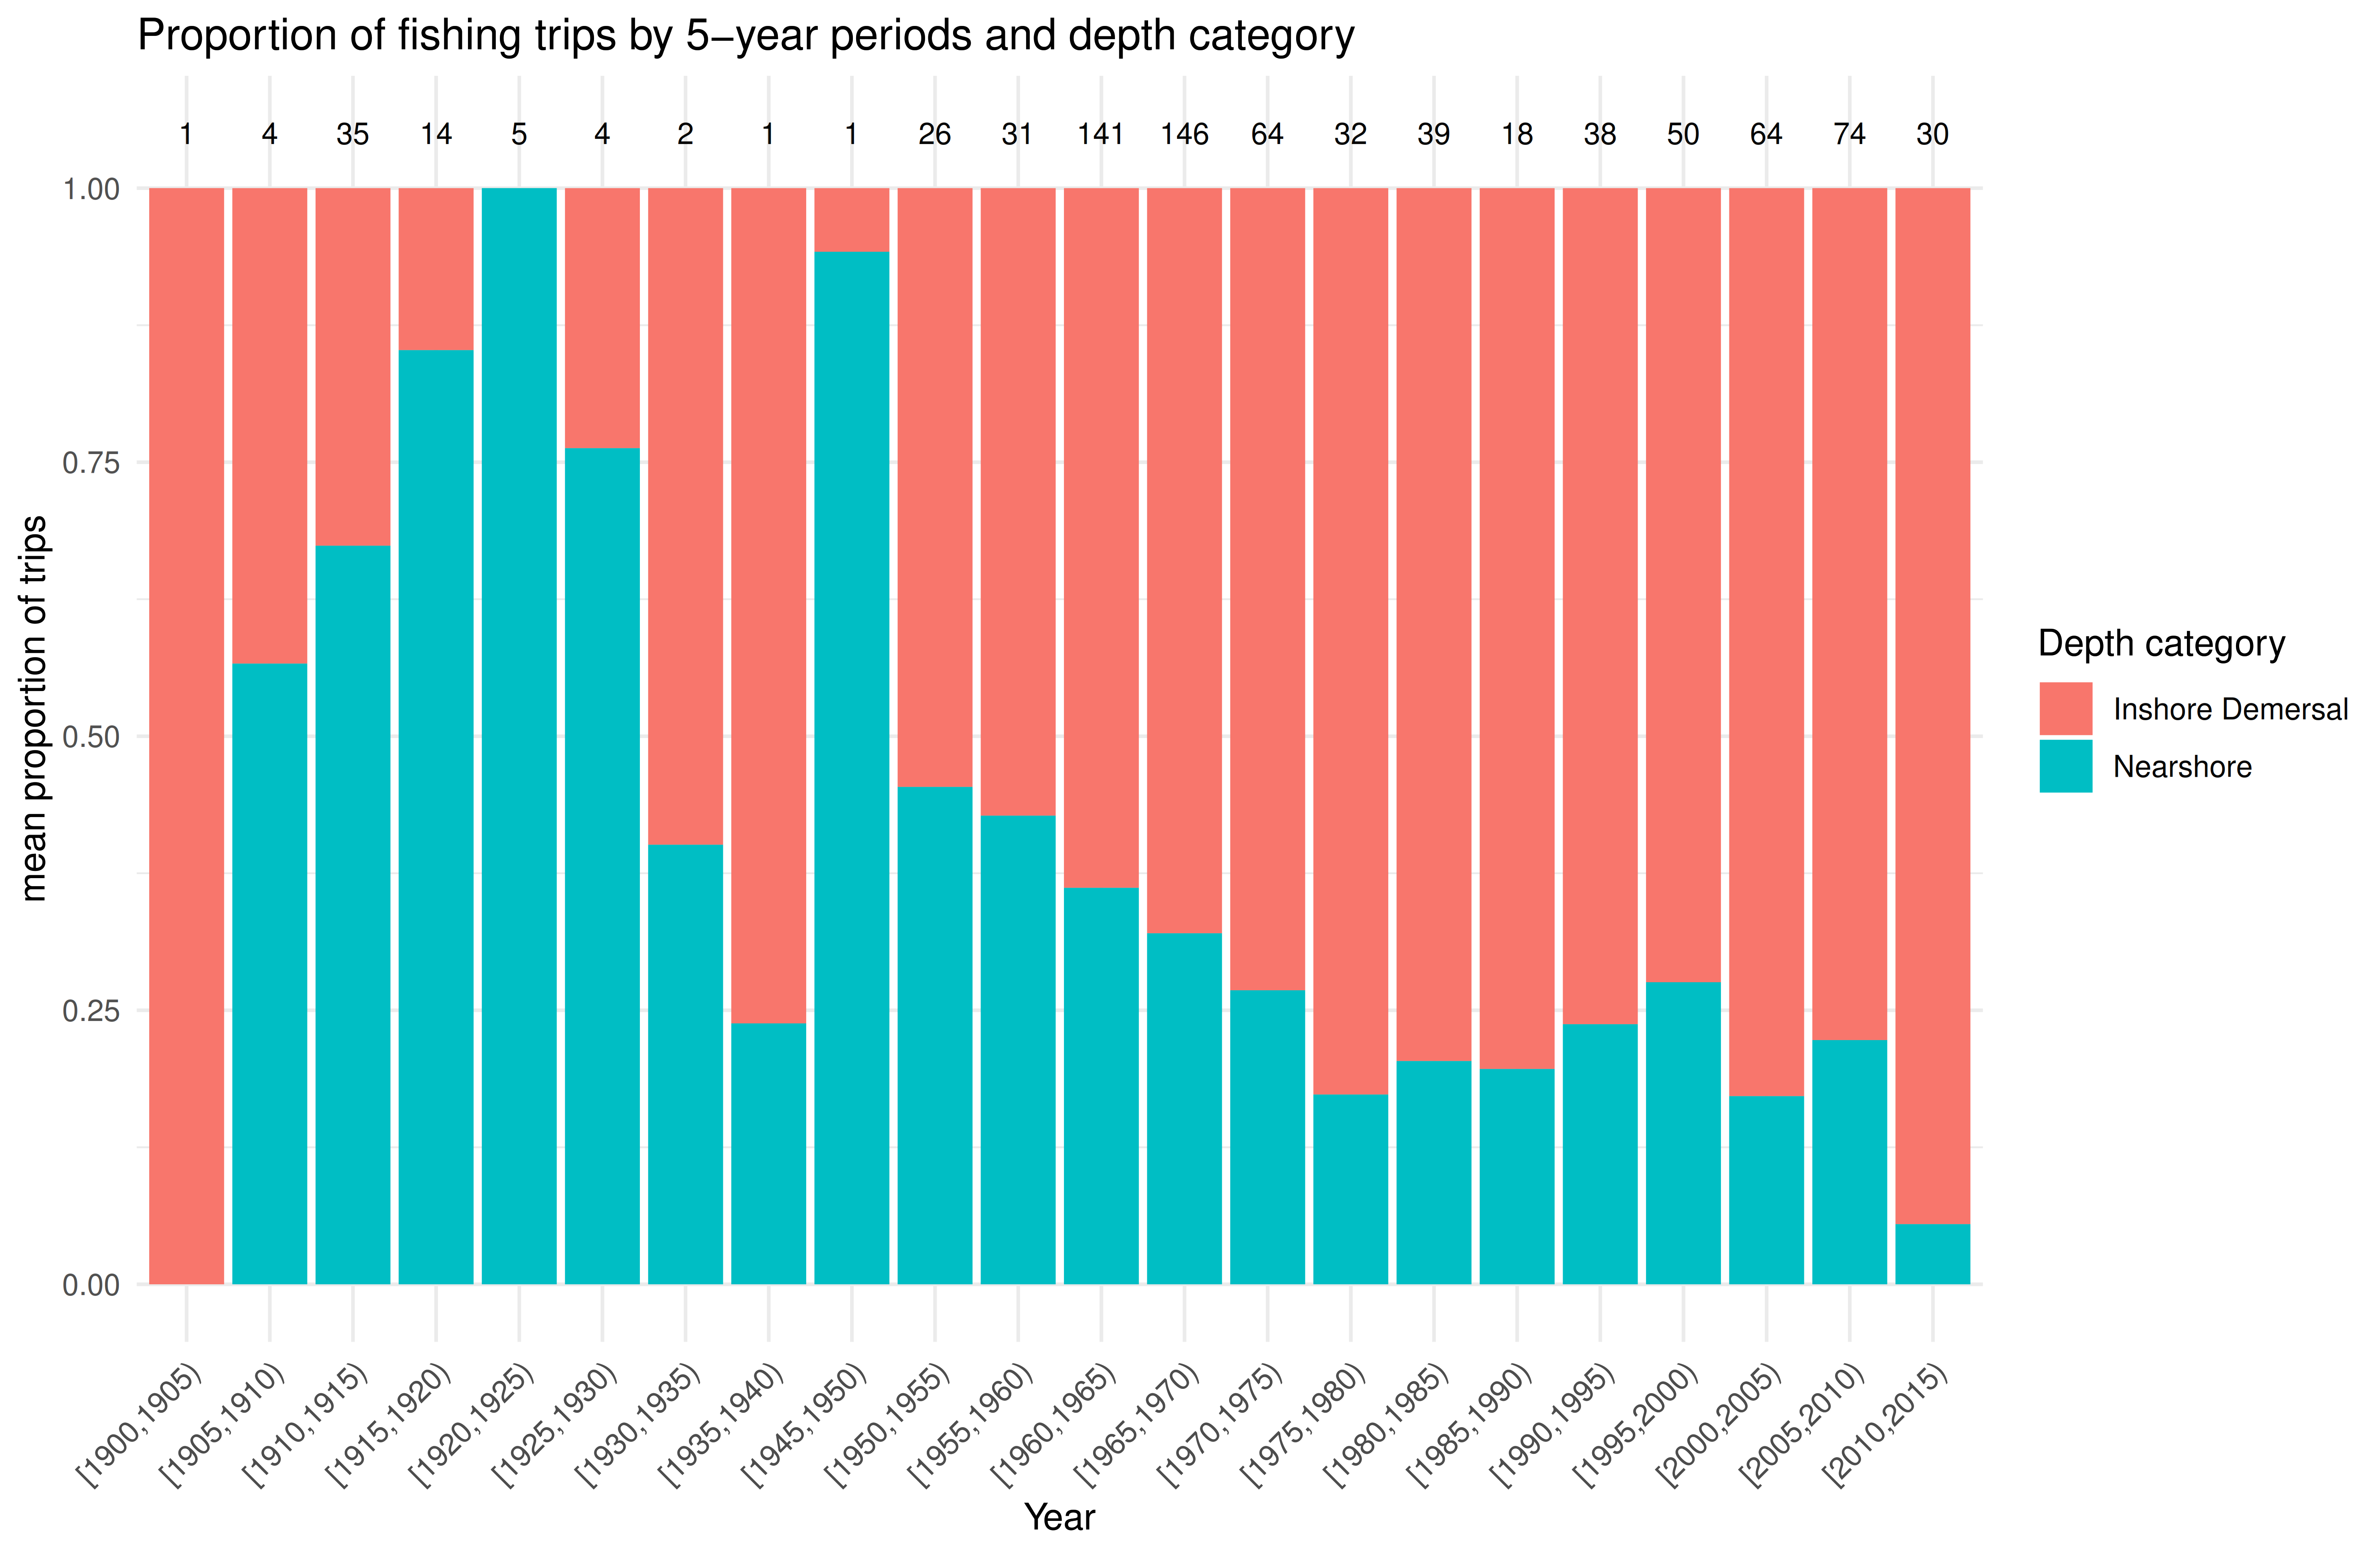 Proportion of fishing trips by 5−year periods and depth category
1 4 35 14 5 4 2 1 1 26 31 141 146 64 32 39 18 38 50 64 74 30
1.00
0.75
0.50
0.25
0.00
mean proportion of trips
[1900,1905) [1905,1910) [1910,1915) [1915,1920) [1920,1925) [1925,1930) [1930,1935) [1935,1940) [1945,1950) [1950,1955) [1955,1960) [1960,1965) [1965,1970) [1970,1975) [1975,1980) [1980,1985) [1985,1990) [1990,1995) [1995,2000) [2000,2005) [2005,2010) [2010,2015)
Year
Depth category
Inshore Demersal
Nearshore